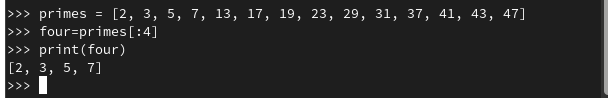 >>> primes = [2, 3, 5, 7, 13, 17, 19, 23, 29, 31, 37, 41, 43, 47]
>>> four=primes[:4]
>>> print(four)
[2, 3, 5, 7]
>>>